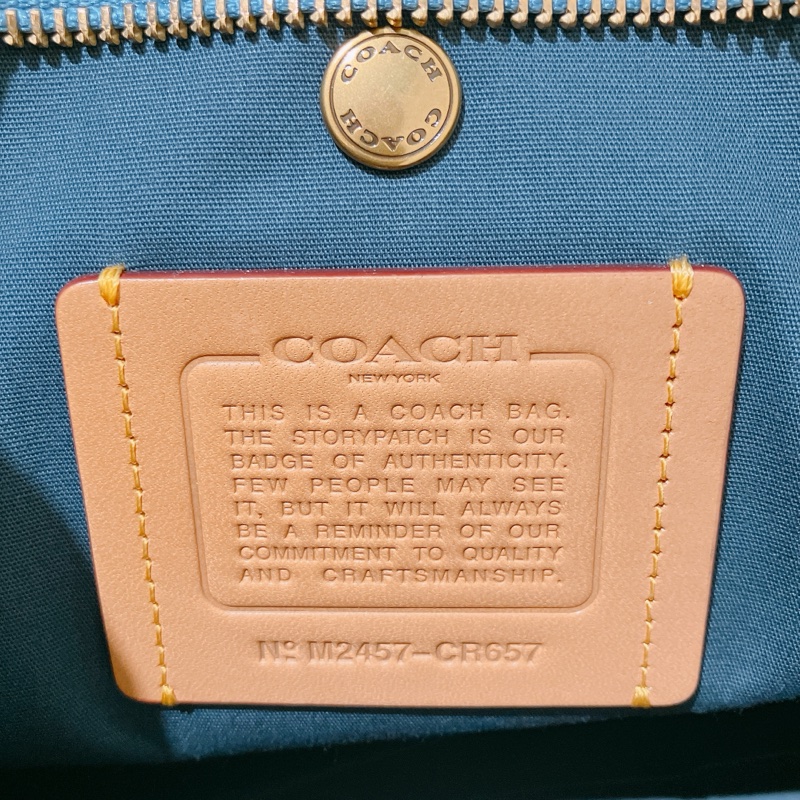 COACH COACH
COACH
NEW YORK
THIS IS A COACH BAG.
THE STORYPATCH IS OUR
BADGE OF AUTHENTICITY.
FEW PEOPLE MAY SEE
IT, BUT IT WILL ALWAYS
BE A REMINDER OF OUR
COMMITMENT TO QUALITY
AND CRAFTSMANSHIP.
Nº M2457-CR657